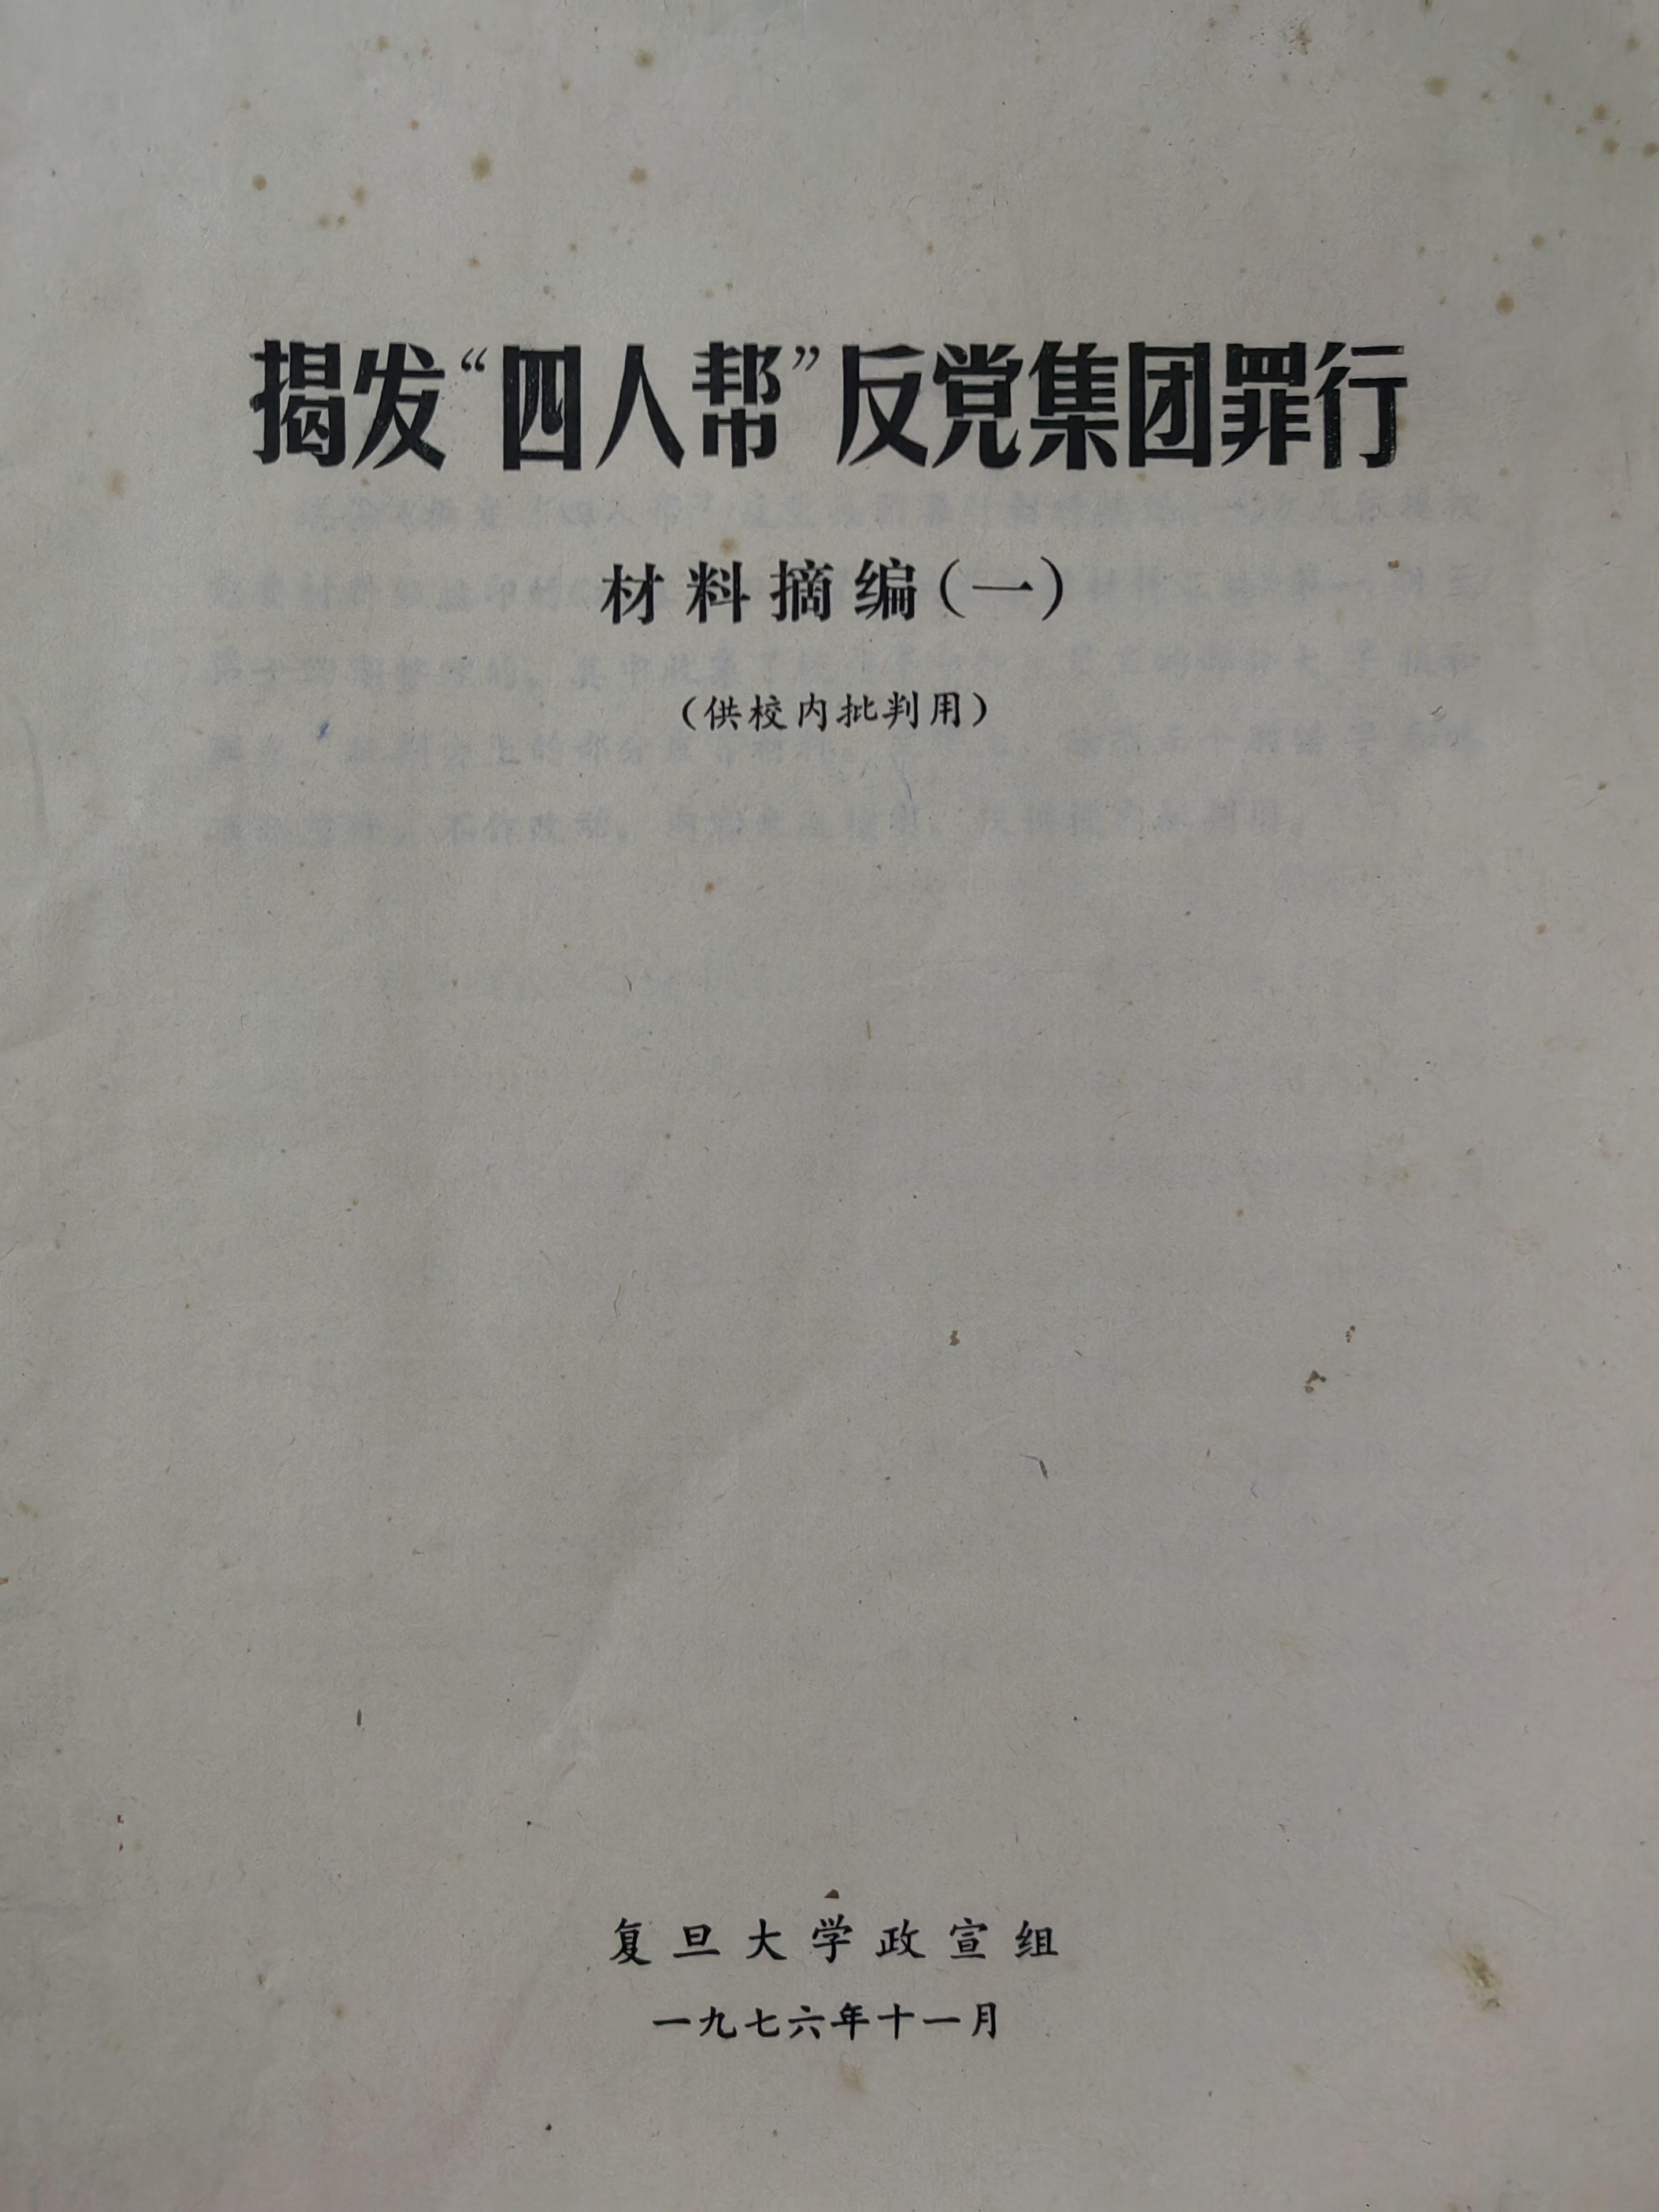 揭发“四人帮”反党集团罪行
材料摘编（一）
（供校内批判用）
复旦大学政宣组
一九七六年十一月